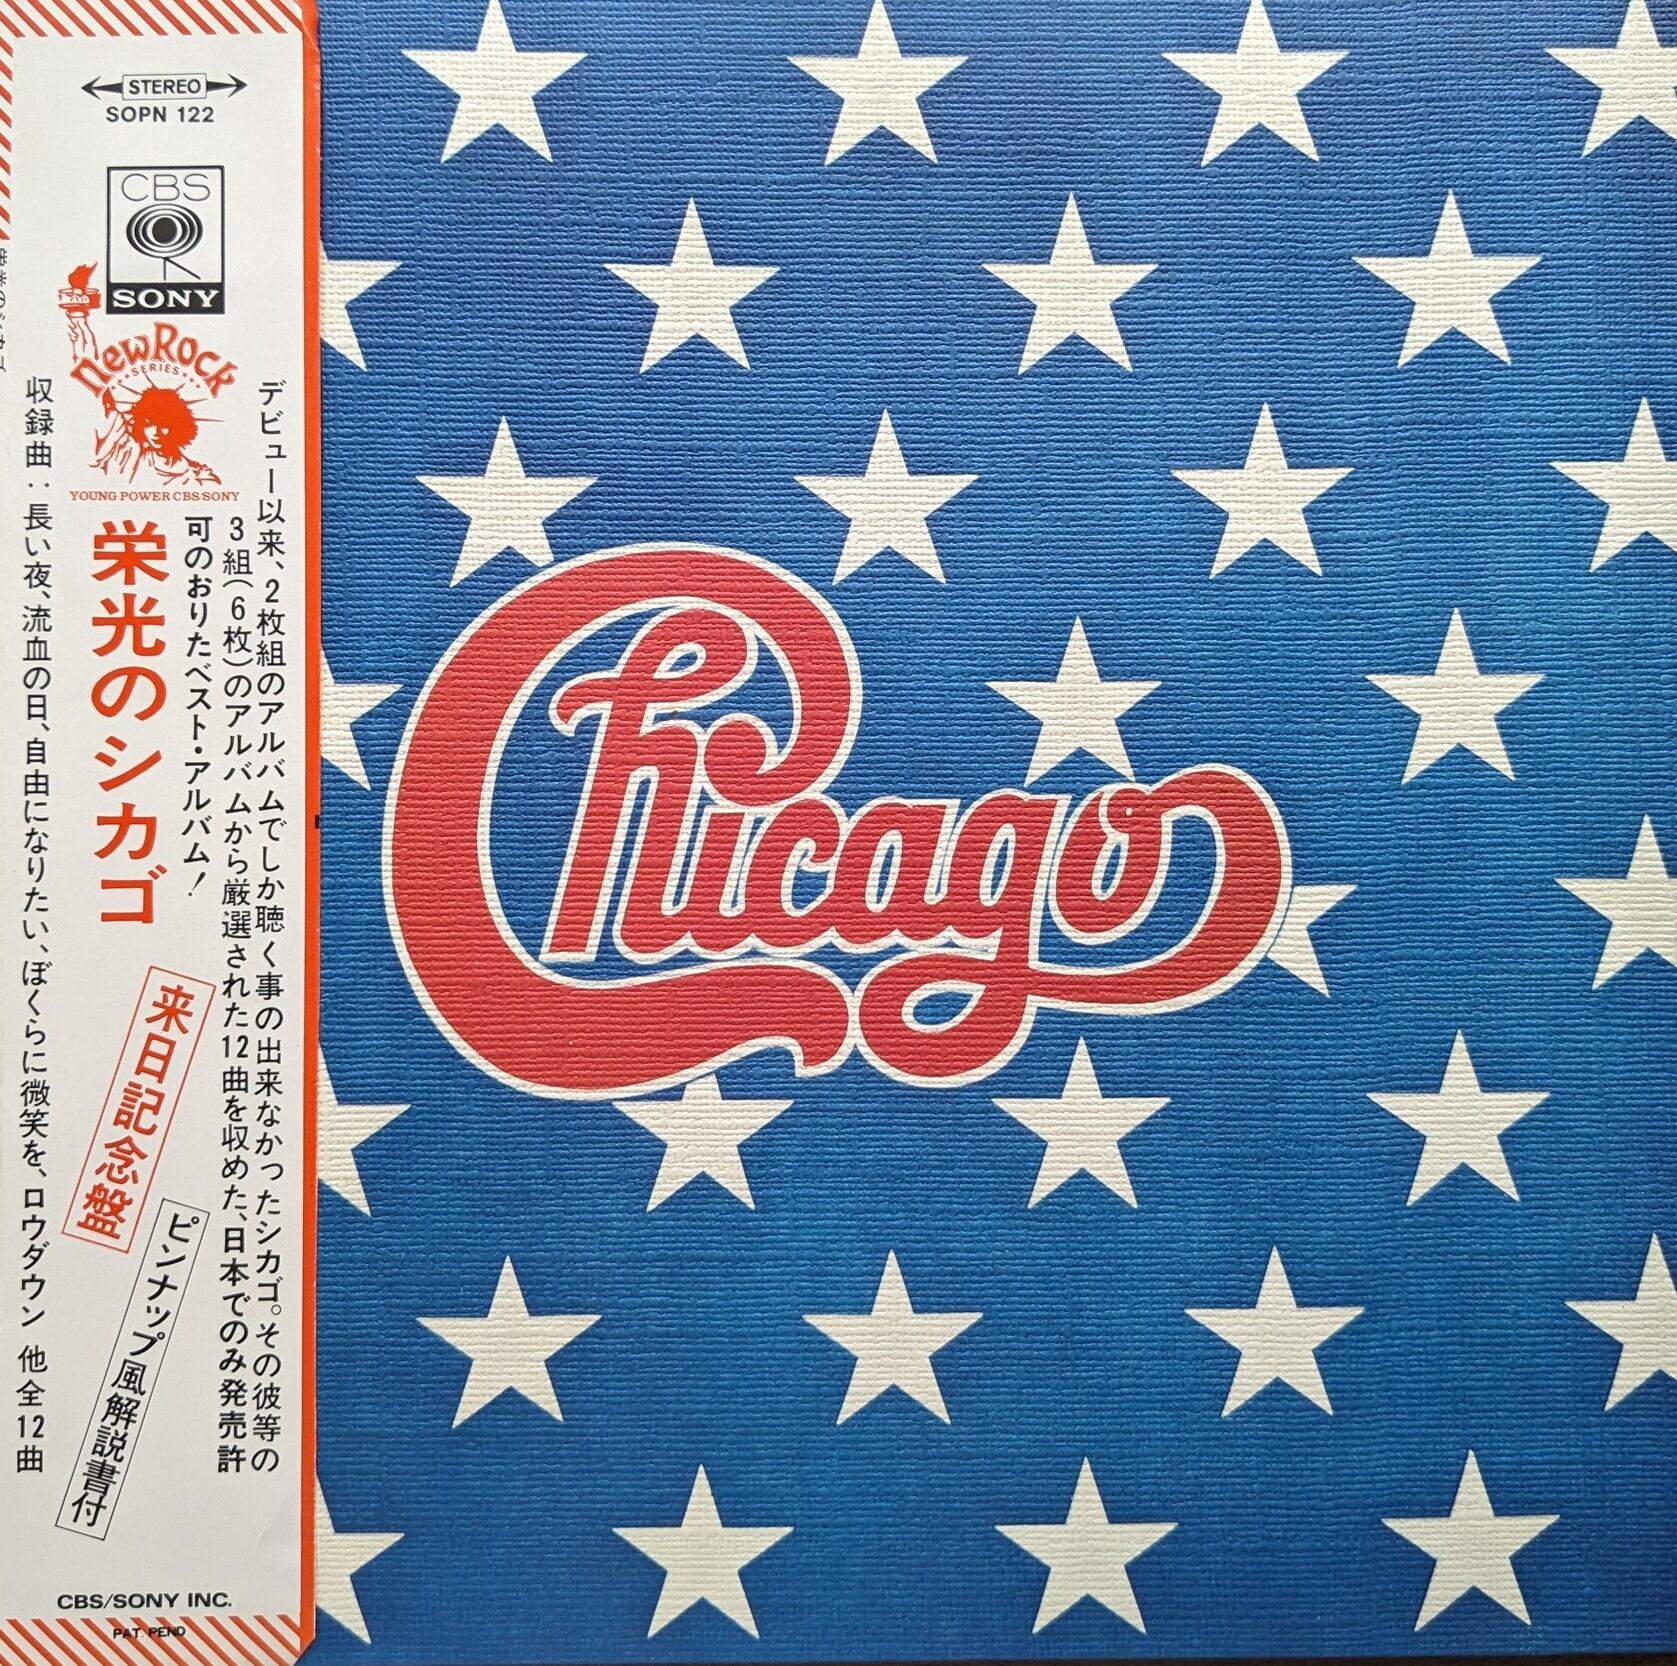 STEREO
SOPN 122
CBS
SONY
New Rock
SERIES
YOUNG POWER CBS/SONY
デビュー以来、2枚組のアルバムでしか聴く事の出来なかったシカゴ。その彼等の
3組(6枚)のアルバムから厳選された12曲を収めた、日本でのみ発売許
可のおりたベスト・アルバム!
栄光のシカゴ
来日記念盤
ピンナップ風解説書付
収録曲:長い夜、流血の日、自由になりたい、ぼくらに微笑を、ロウダウン 他 全12曲
CBS/SONY INC.
PAT. PEND
Chicago